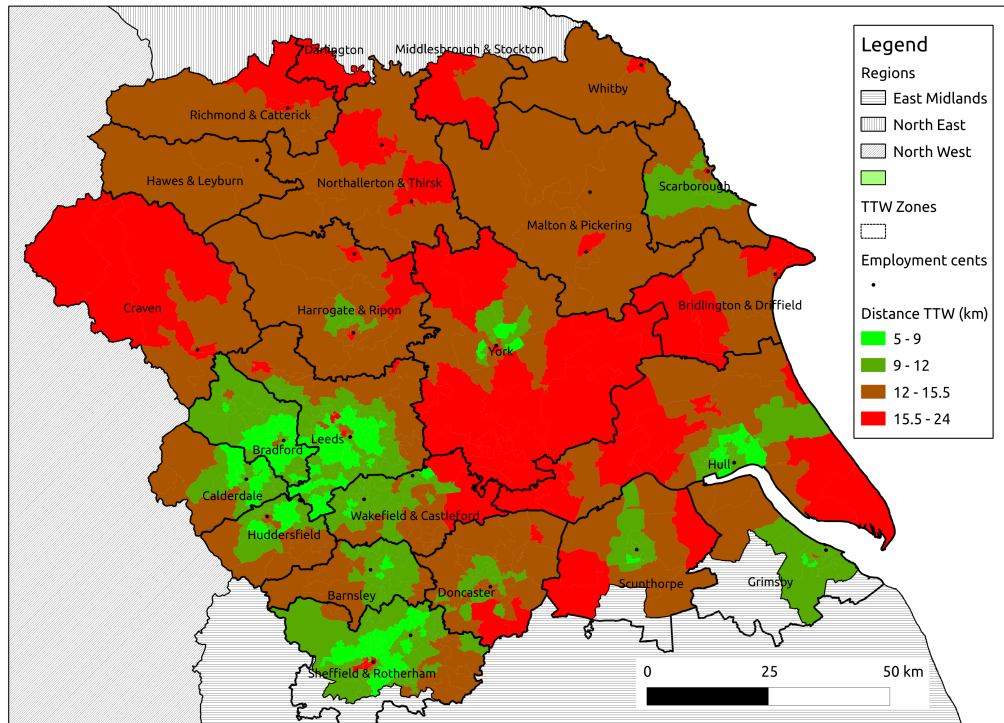 Darlington
Middlesbrough & Stockton
Whitby
Richmond & Catterick
Hawes & Leyburn
Northallerton & Thirsk
Scarborough
Malton & Pickering
Craven
Harrogate & Ripon
Bridlington & Driffield
York
Bradford
Leeds
Hull
Calderdale
Wakefield & Castleford
Huddersfield
Barnsley
Doncaster
Scunthorpe
Grimsby
Sheffield & Rotherham
Legend
Regions
East Midlands
North East
North West
TTW Zones
Employment cents
Distance TTW (km)
5 - 9
9 - 12
12 - 15.5
15.5 - 24
0 25 50 km